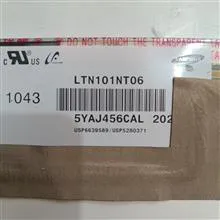 DO NOT TOUCH THE TRANSPARENT
LTN101NT06
1043
5YAJ456CAL 202
USP6639589/USP5280371